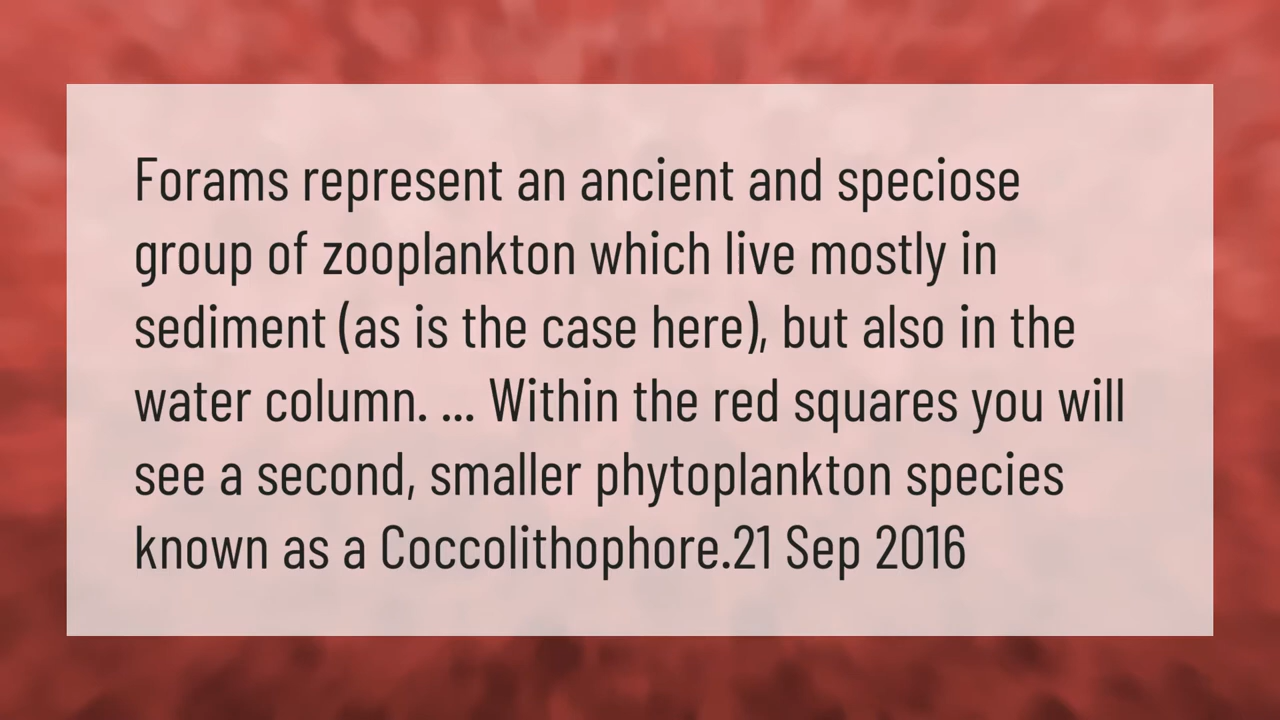 Forams represent an ancient and speciose
group of zooplankton which live mostly in
sediment (as is the case here), but also in the
water column. ... Within the red squares you will
see a second, smaller phytoplankton species
known as a Coccolithophore.21 Sep 2016